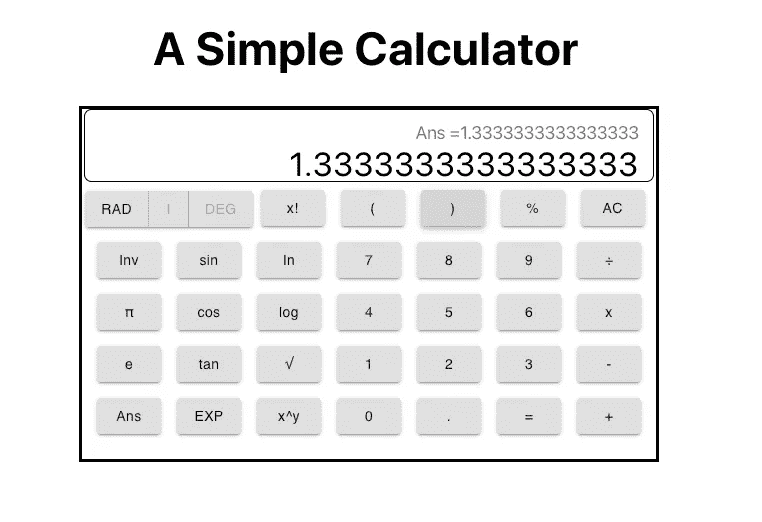 A Simple Calculator
Ans =1.3333333333333333
1.3333333333333333
RAD | DEG x! ( ) % AC
Inv sin ln 7 8 9 ÷
π cos log 4 5 6 x
e tan √ 1 2 3 -
Ans EXP x^y 0 . = +